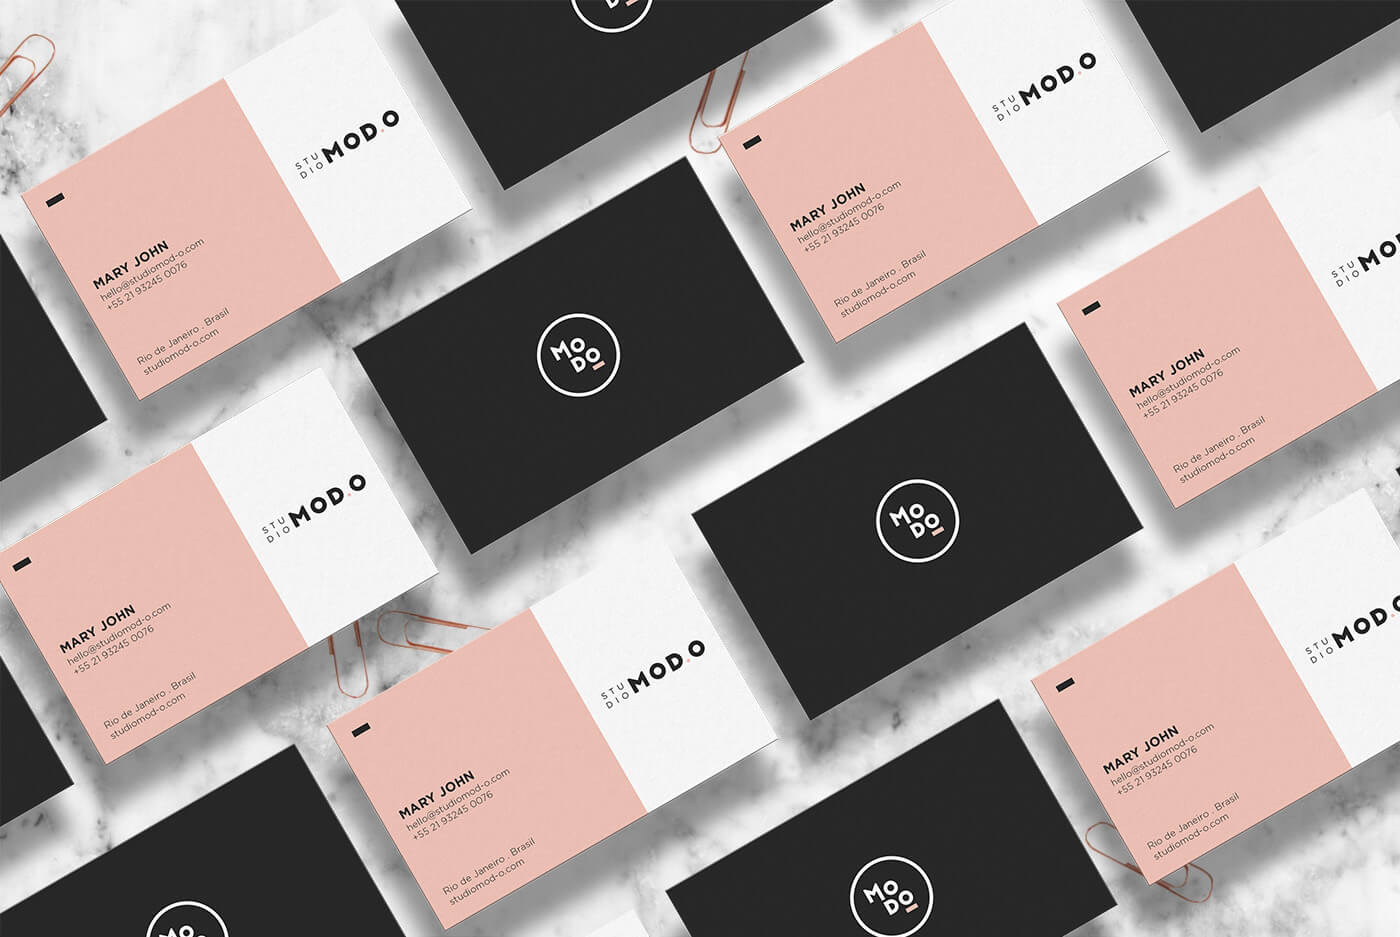 DO
STU
DIO MOD.O
MARY JOHN
hello@studiomod-o.com
+55 21 93245 0076
Rio de Janeiro . Brasil
studiomod-o.com
STU
DIO MOD.O
MARY JOHN
hello@studiomod-o.com
+55 21 93245 0076
Rio de Janeiro . Brasil
studiomod-o.com
MO
DO
STU
DIO MO
MARY JOHN
hello@studiomod-o.com
+55 21 93245 0076
Rio de Janeiro . Brasil
studiomod-o.com
STU
DIO MOD.O
MARY JOHN
hello@studiomod-o.com
+55 21 93245 0076
Rio de Janeiro . Brasil
studiomod-o.com
MO
DO
STU
DIO MOD.O
MARY JOHN
hello@studiomod-o.com
+55 21 93245 0076
Rio de Janeiro . Brasil
studiomod-o.com
STU
DIO MOD.O
MARY JOHN
hello@studiomod-o.com
+55 21 93245 0076
Rio de Janeiro . Brasil
studiomod-o.com
MO
DO
MO